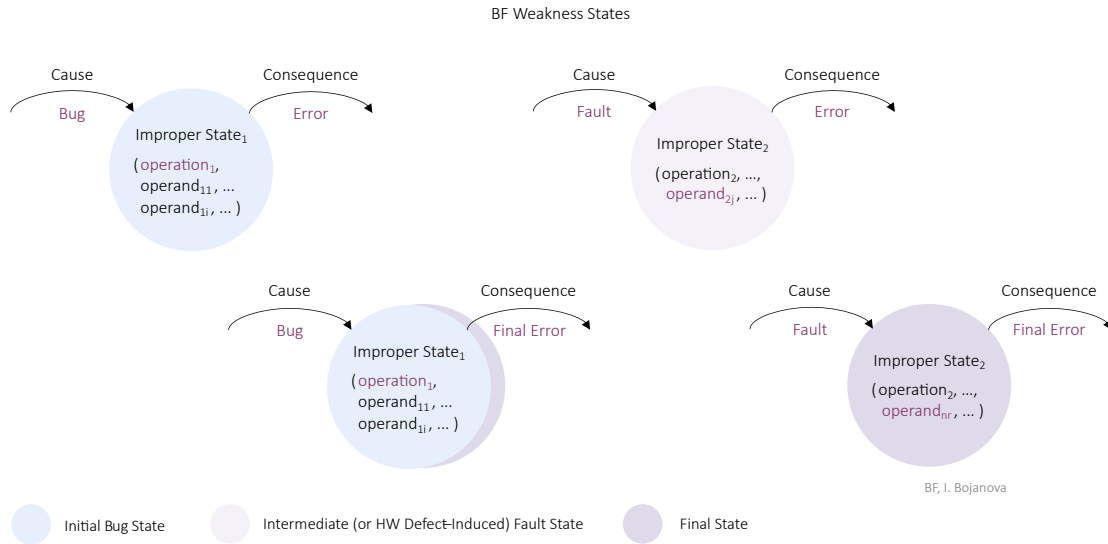 BF Weakness States
Cause
Consequence
Bug
Error
Improper State₁
(operation₁,
operand₁₁, ...
operand₁ᵢ, ... )
Cause
Consequence
Fault
Error
Improper State₂
(operation₂, ...,
operand₂ⱼ, ... )
Cause
Consequence
Bug
Final Error
Improper State₁
(operation₁,
operand₁₁, ...
operand₁ᵢ, ... )
Cause
Consequence
Fault
Final Error
Improper State₂
(operation₂, ...,
operandₙᵣ, ... )
BF, I. Bojanova
Initial Bug State
Intermediate (or HW Defect–Induced) Fault State
Final State